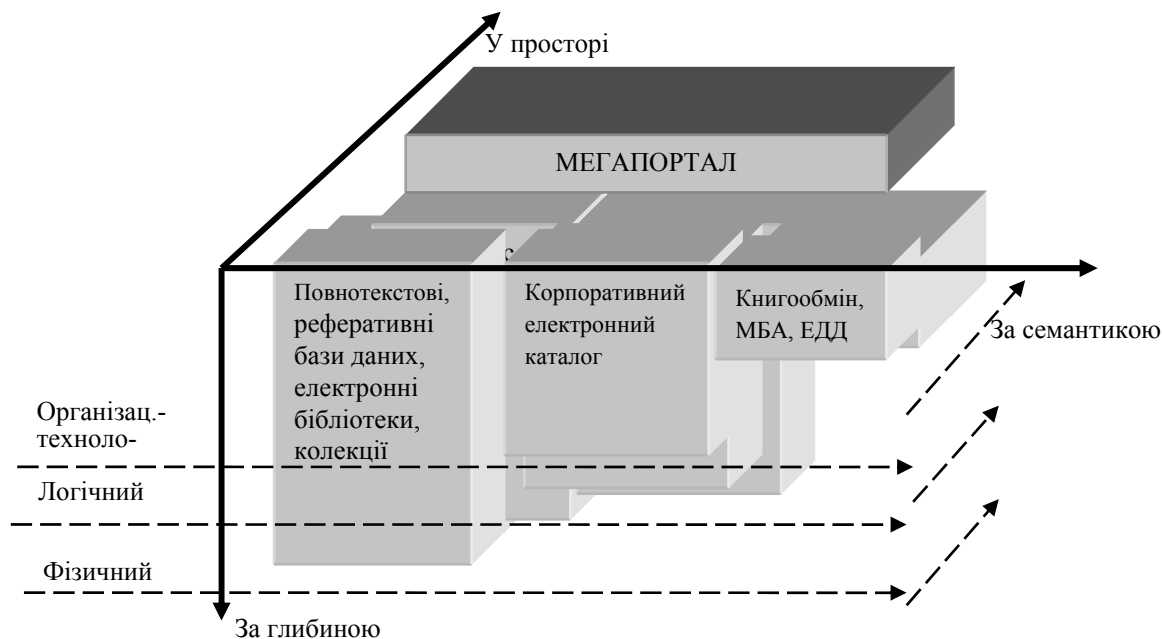 У просторі
МЕГАПОРТАЛ
с
Повнотекстові,
реферативні
бази даних,
електронні
бібліотеки,
колекції
Корпоративний
електронний
каталог
Книгообмін,
МБА, ЕДД
За семантикою
Організац.-
техноло-
Логічний
Фізичний
За глибиною